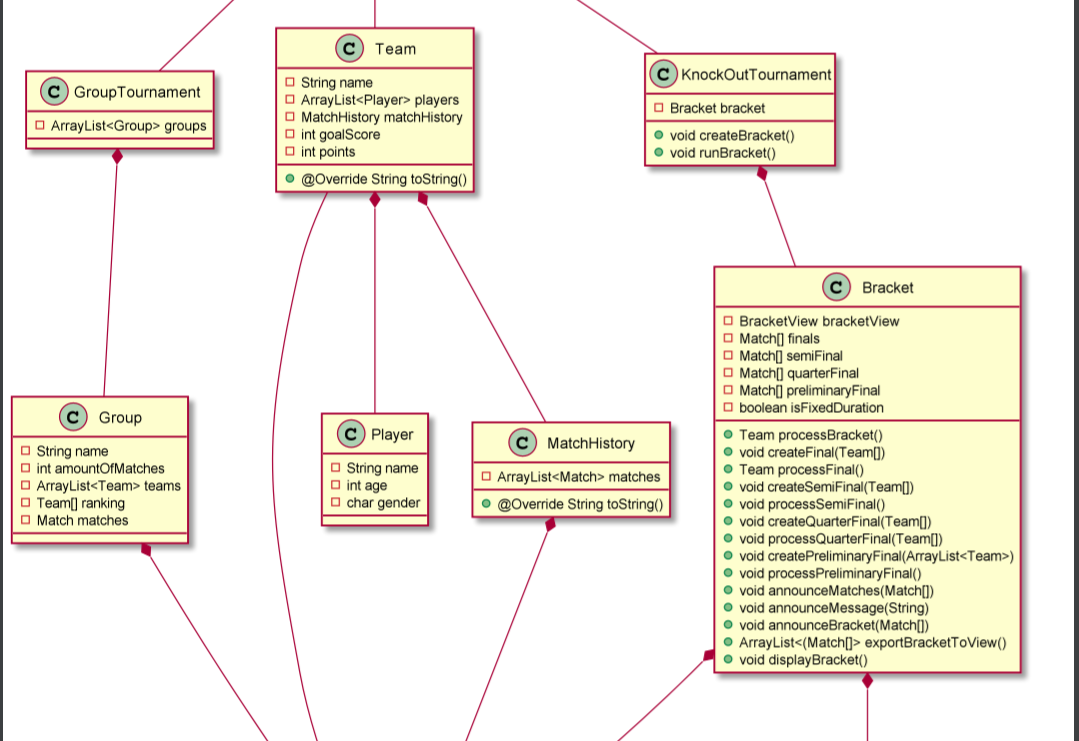 C GroupTournament
ArrayList<Group> groups
C Team
String name
ArrayList<Player> players
MatchHistory matchHistory
int goalScore
int points
@Override String toString()
C KnockOutTournament
Bracket bracket
void createBracket()
void runBracket()
C Bracket
BracketView bracketView
Match[] finals
Match[] semiFinal
Match[] quarterFinal
Match[] preliminaryFinal
boolean isFixedDuration
Team processBracket()
void createFinal(Team[])
Team processFinal()
void createSemiFinal(Team[])
void processSemiFinal()
void createQuarterFinal(Team[])
void processQuarterFinal(Team[])
void createPreliminaryFinal(ArrayList<Team>)
void processPreliminaryFinal()
void announceMatches(Match[])
void announceMessage(String)
void announceBracket(Match[])
ArrayList<(Match[]> exportBracketToView()
void displayBracket()
C Group
String name
int amountOfMatches
ArrayList<Team> teams
Team[] ranking
Match matches
C Player
String name
int age
char gender
C MatchHistory
ArrayList<Match> matches
@Override String toString()